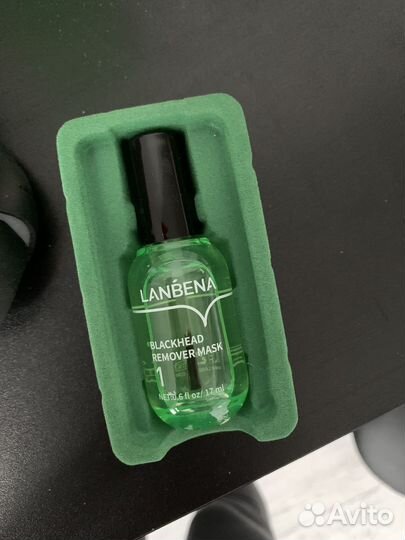 LANBENA
BLACKHEAD
REMOVER MASK
1
NET:0.6 fl oz/ 17 ml
Avito